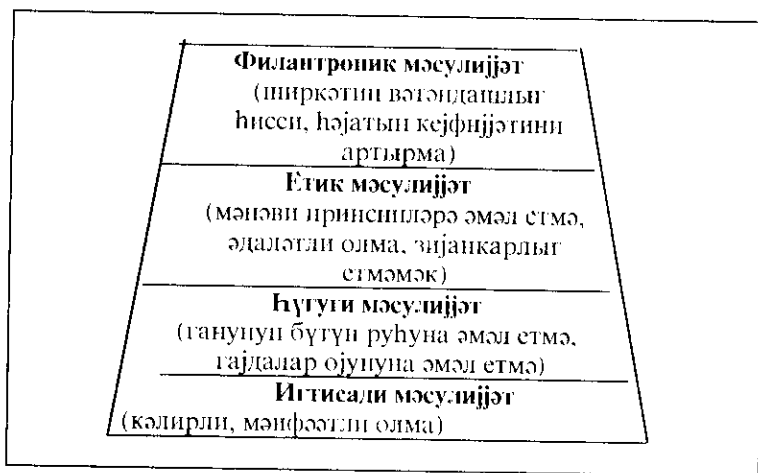 Филантропик мәсулијјәт
(ширкәтин вәтәндашлыг
һисси, һәјатын кејфијјәтини
артырма)
Етик мәсулијјәт
(мәнәви принсипләрә әмәл етмә,
әдаләтли олма, зијанкарлыг
етмәмәк)
Һүгуги мәсулијјәт
(ганунун бүтүн руһуна әмәл етмә,
гајдалар ојунуна әмәл етмә)
Игтисади мәсулијјәт
(кәлирли, мәнфәәтли олма)